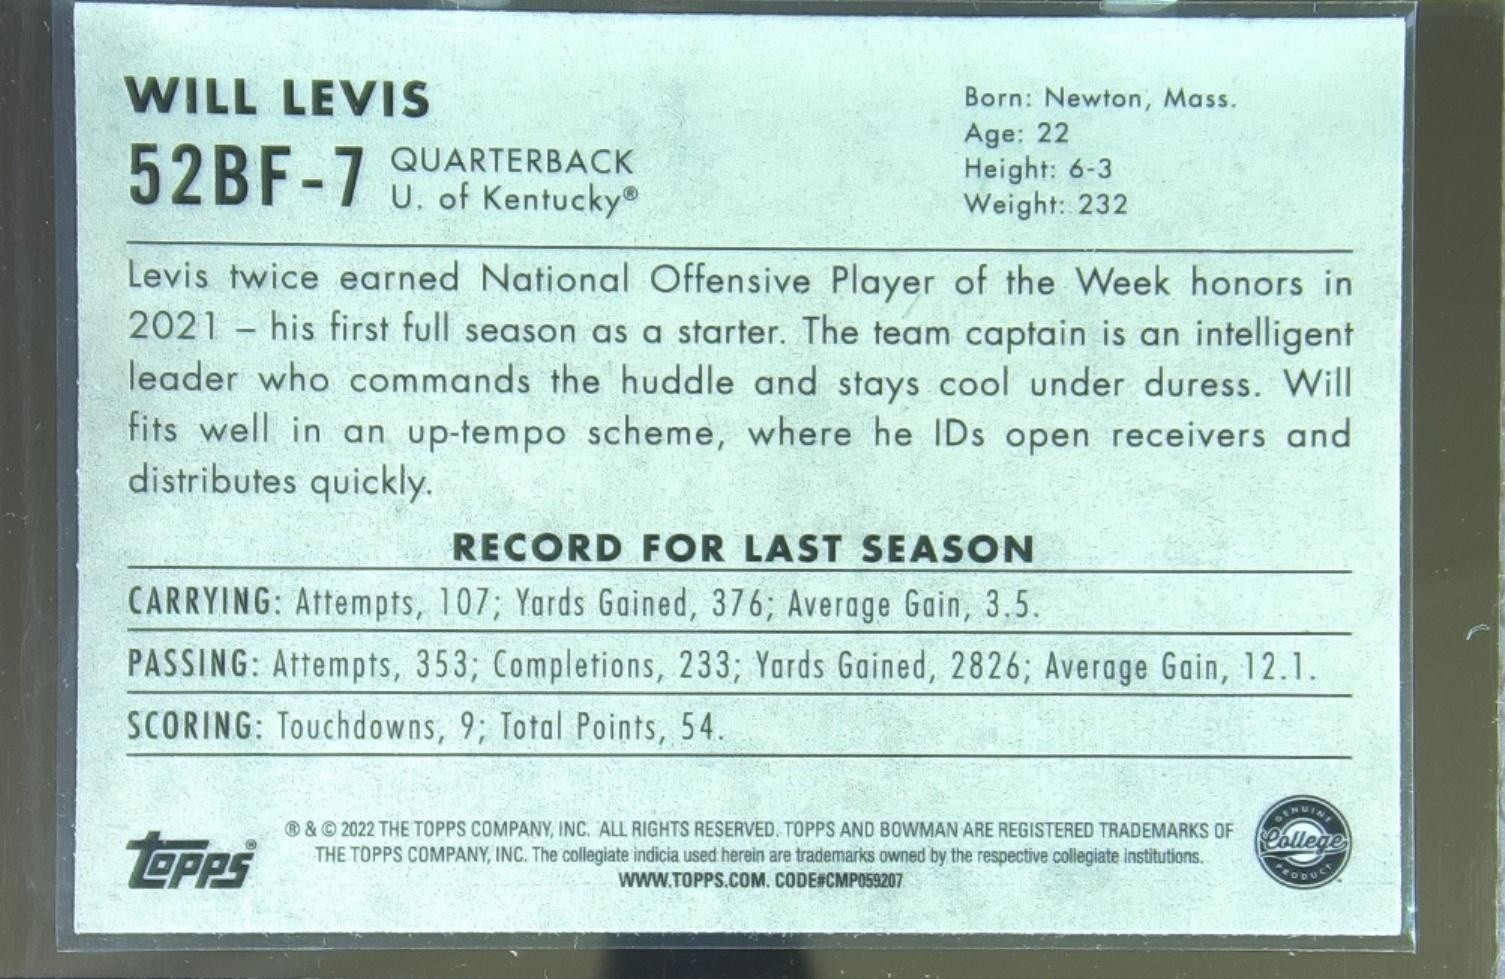 WILL LEVIS
52BF-7
QUARTERBACK
U. of Kentucky®
Born: Newton, Mass.
Age: 22
Height: 6-3
Weight: 232
Levis twice earned National Offensive Player of the Week honors in
2021 – his first full season as a starter. The team captain is an intelligent
leader who commands the huddle and stays cool under duress. Will
fits well in an up-tempo scheme, where he IDs open receivers and
distributes quickly.
RECORD FOR LAST SEASON
CARRYING: Attempts, 107; Yards Gained, 376; Average Gain, 3.5.
PASSING: Attempts, 353; Completions, 233; Yards Gained, 2826; Average Gain, 12.1.
SCORING: Touchdowns, 9; Total Points, 54.
TOPPS®
® & © 2022 THE TOPPS COMPANY, INC. ALL RIGHTS RESERVED. TOPPS AND BOWMAN ARE REGISTERED TRADEMARKS OF
THE TOPPS COMPANY, INC. The collegiate indicia used herein are trademarks owned by the respective collegiate institutions.
WWW.TOPPS.COM. CODE#CMP059207
GENUINE
College
PRODUCT